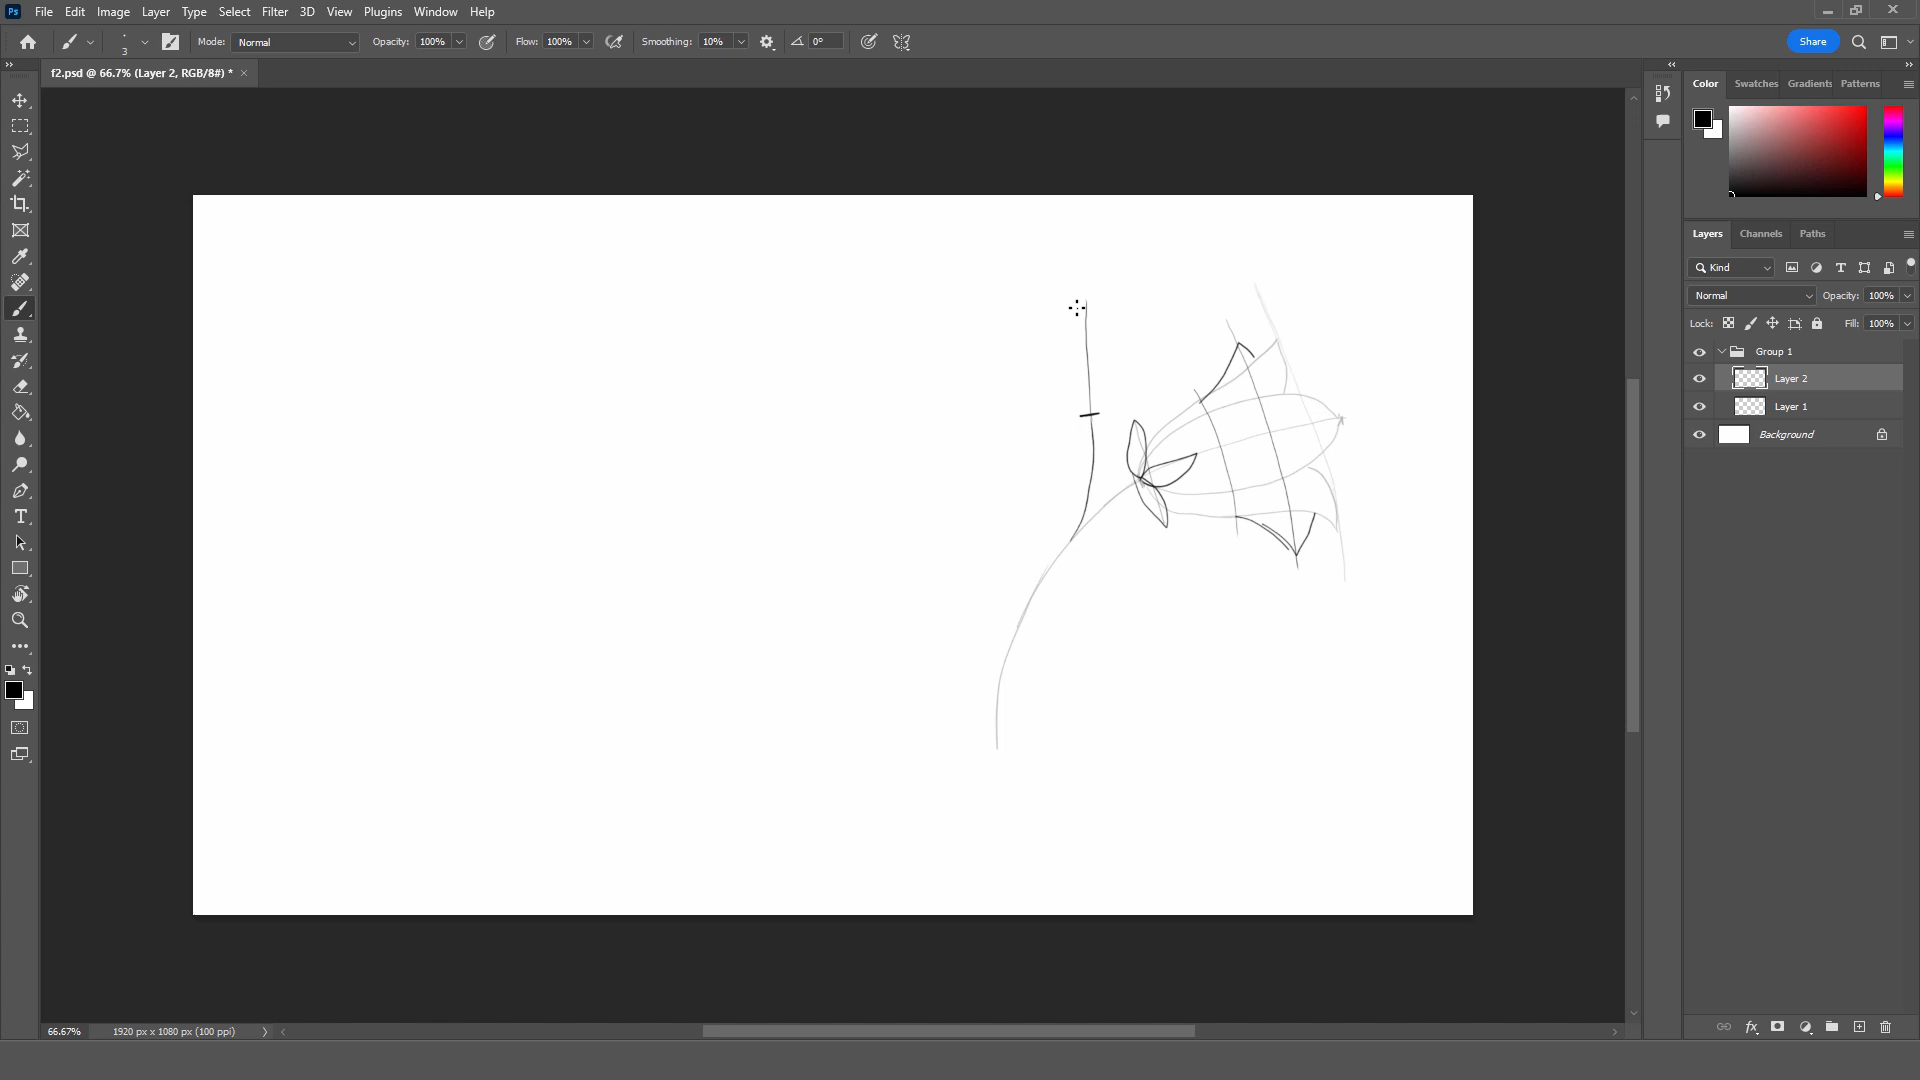 Ps File Edit Image Layer Type Select Filter 3D View Plugins Window Help
3 Mode: Normal Opacity: 100% Flow: 100% Smoothing: 10% 0° Share
f2.psd @ 66.7% (Layer 2, RGB/8#) * ×
Color Swatches Gradients Patterns
Layers Channels Paths
Kind
Normal Opacity: 100%
Lock: Fill: 100%
Group 1
Layer 2
Layer 1
Background
66.67% 1920 px x 1080 px (100 ppi)
fx